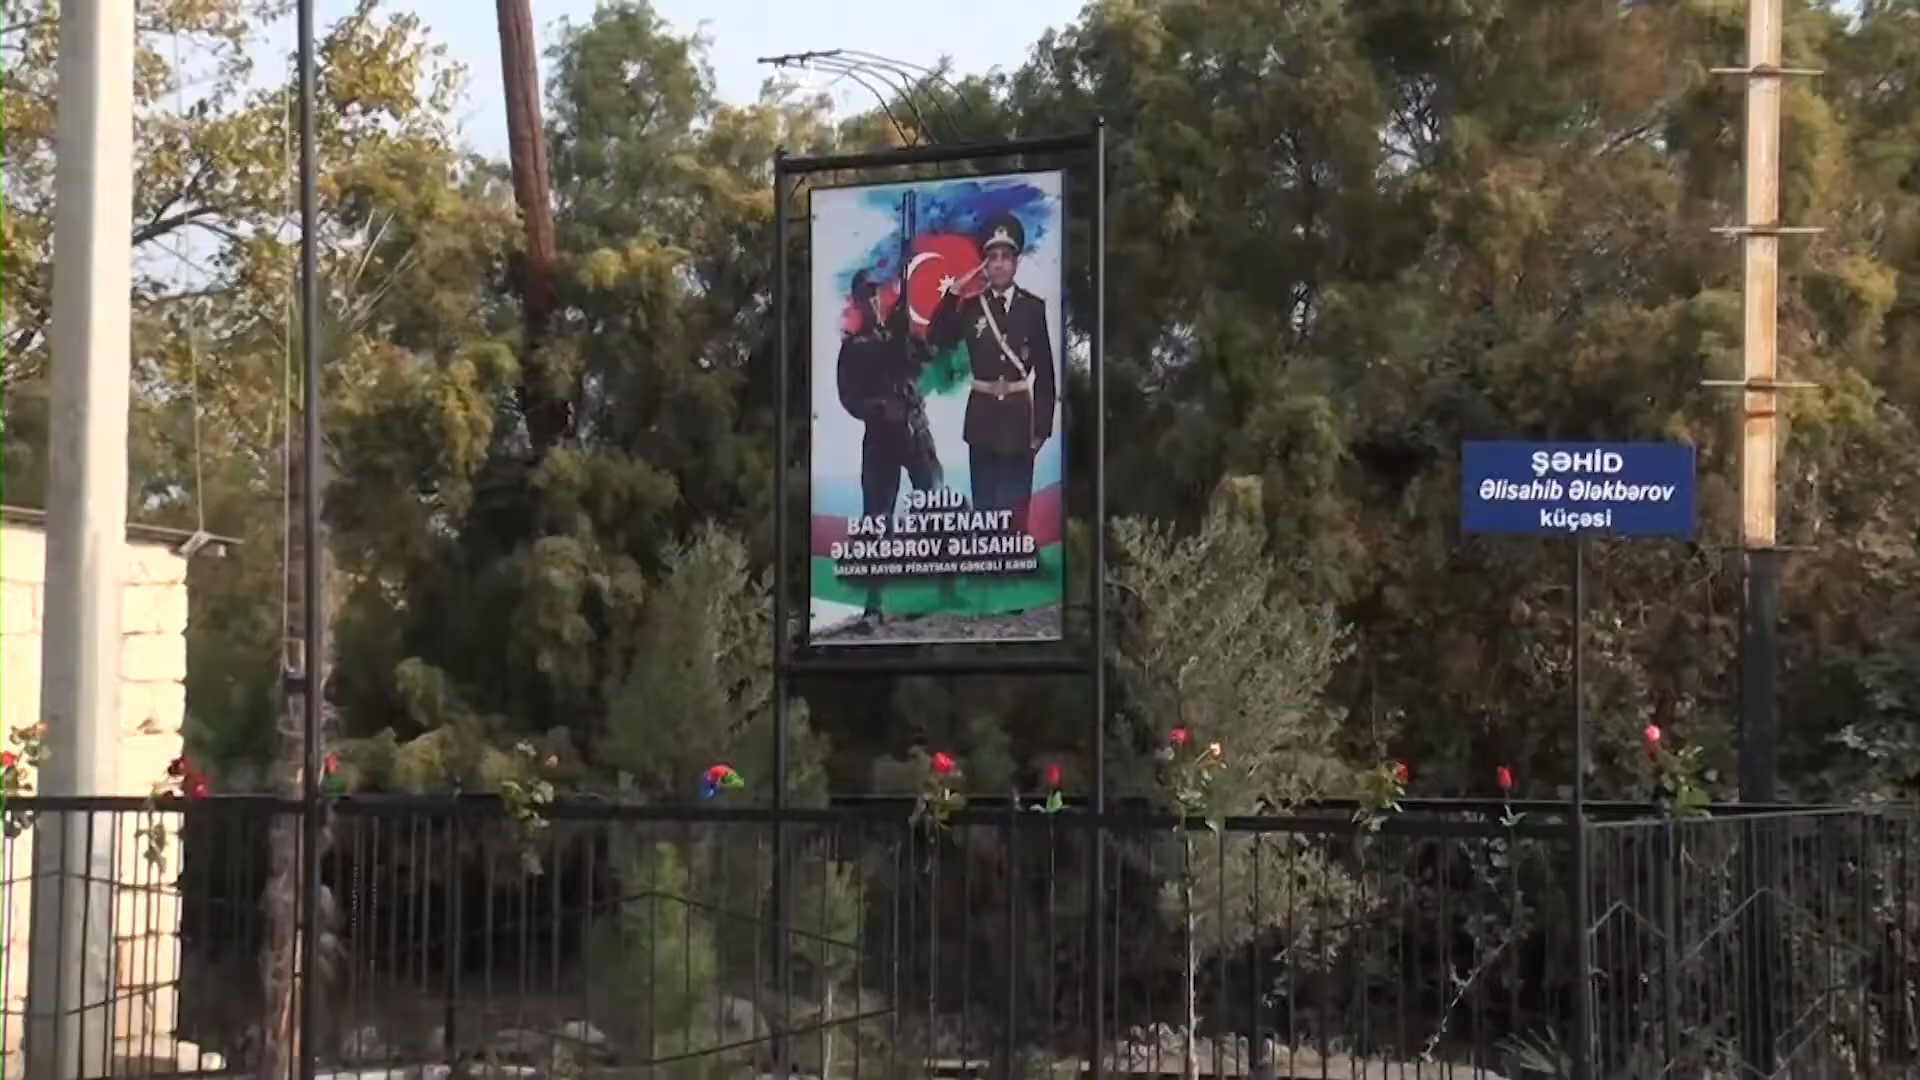 ŞƏHİD
BAŞ LEYTENANT
ƏLƏKBƏROV ƏLİSAHİB
SALYAN RAYON PİRATMAN GƏNCƏLİ KƏNDİ
ŞƏHİD
Əlisahib Ələkbərov
küçəsi